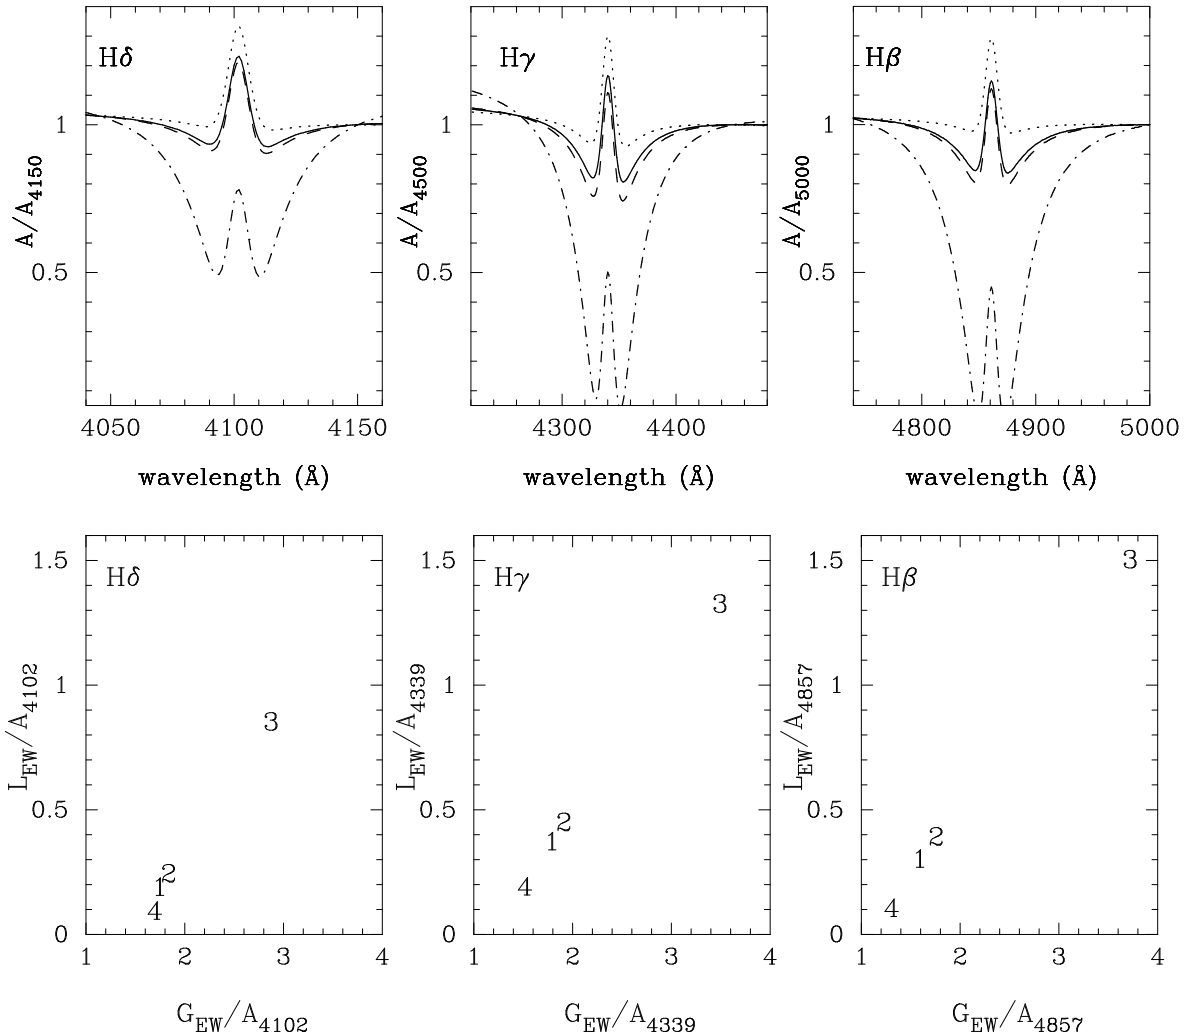 Hδ
Hγ
Hβ
A/A4150
A/A4500
A/A5000
1
0.5
1
0.5
1
0.5
4050 4100 4150
4300 4400
4800 4900 5000
wavelength (Å)
wavelength (Å)
wavelength (Å)
Hδ
Hγ
Hβ
LEW/A4102
LEW/A4339
LEW/A4857
1.5
1
0.5
0
1.5
1
0.5
0
1.5
1
0.5
0
3
2
1
4
3
2
1
4
3
2
1
4
1 2 3 4
1 2 3 4
1 2 3 4
GEW/A4102
GEW/A4339
GEW/A4857